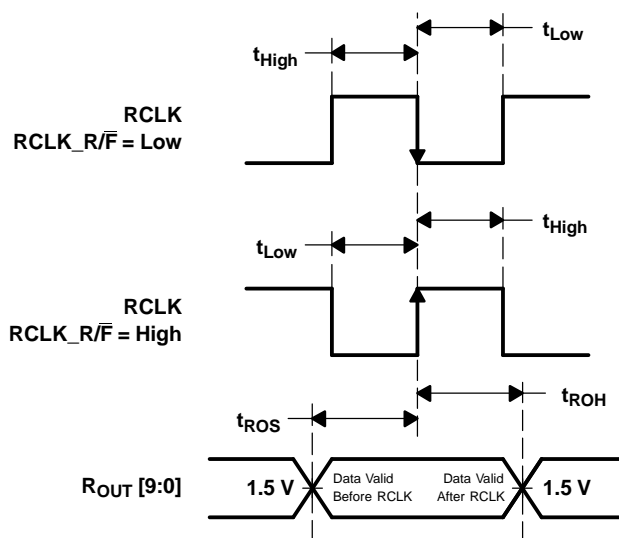 tLow
tHigh
RCLK
RCLK_R/F̅ = Low
tHigh
tLow
RCLK
RCLK_R/F̅ = High
tROH
tROS
ROUT [9:0]
1.5 V
Data Valid
Before RCLK
Data Valid
After RCLK
1.5 V